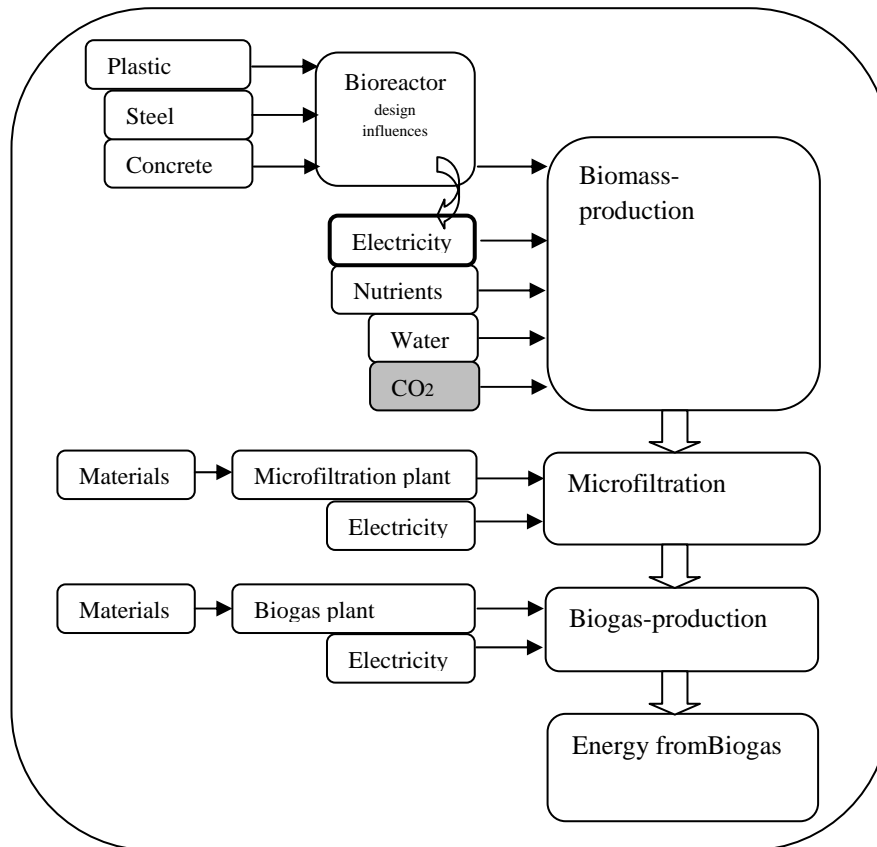 Plastic
Steel
Concrete
Bioreactor
design
influences
Biomass-
production
Electricity
Nutrients
Water
CO2
Materials
Microfiltration plant
Electricity
Microfiltration
Materials
Biogas plant
Electricity
Biogas-production
Energy fromBiogas